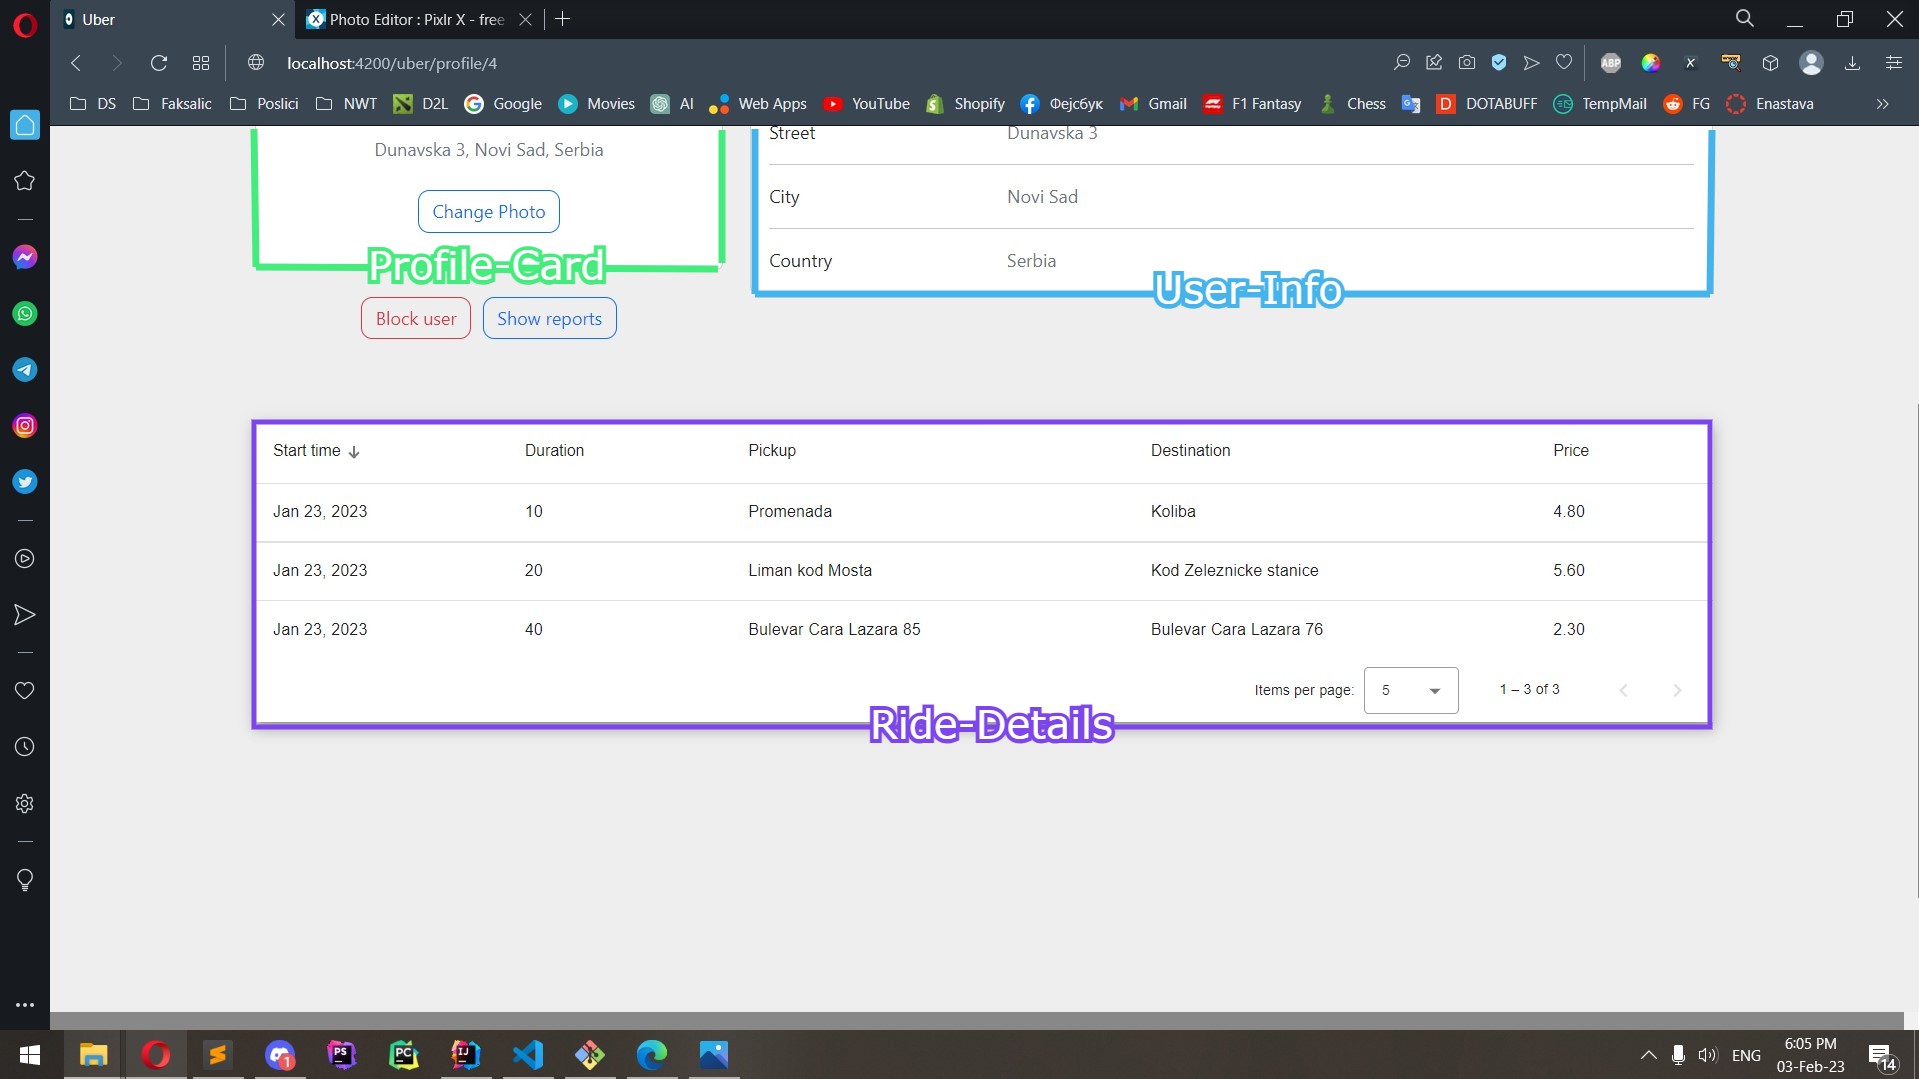 Uber
Photo Editor : Pixlr X - free
localhost:4200/uber/profile/4
ABP
DS
Faksalic
Poslici
NWT
D2L
Google
Movies
AI
Web Apps
YouTube
Shopify
Фејсбук
Gmail
F1 Fantasy
Chess
D
DOTABUFF
TempMail
FG
Enastava
Dunavska 3, Novi Sad, Serbia
Change Photo
Profile-Card
Block user
Show reports
Street
Dunavska 3
City
Novi Sad
Country
Serbia
User-Info
Start time
Duration
Pickup
Destination
Price
Jan 23, 2023
10
Promenada
Koliba
4.80
Jan 23, 2023
20
Liman kod Mosta
Kod Zeleznicke stanice
5.60
Jan 23, 2023
40
Bulevar Cara Lazara 85
Bulevar Cara Lazara 76
2.30
Items per page:
5
1 – 3 of 3
Ride-Details
1
PS
PC
IJ
ENG
6:05 PM
03-Feb-23
14